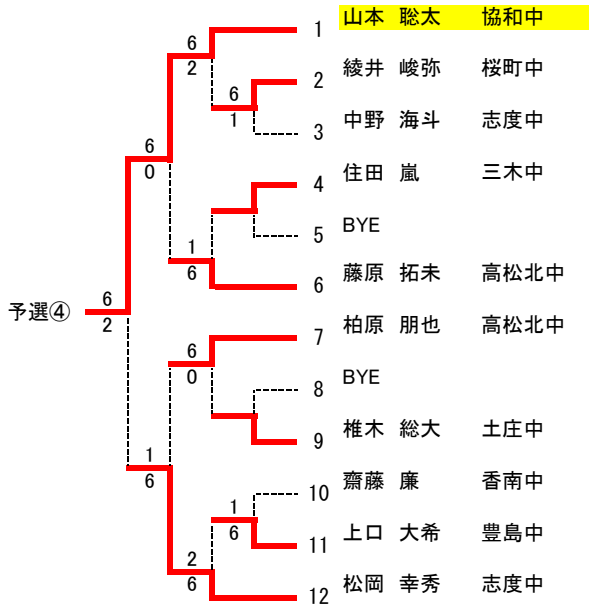 1 山本 聡太 協和中
6
2
2 綾井 峻弥 桜町中
6
1
3 中野 海斗 志度中
6
0
4 住田 嵐 三木中
5 BYE
1
6
6 藤原 拓未 高松北中
予選④
6
2
7 柏原 朋也 高松北中
6
0
8 BYE
9 椎木 総大 土庄中
1
6
10 齋藤 廉 香南中
1
6
11 上口 大希 豊島中
2
6
12 松岡 幸秀 志度中